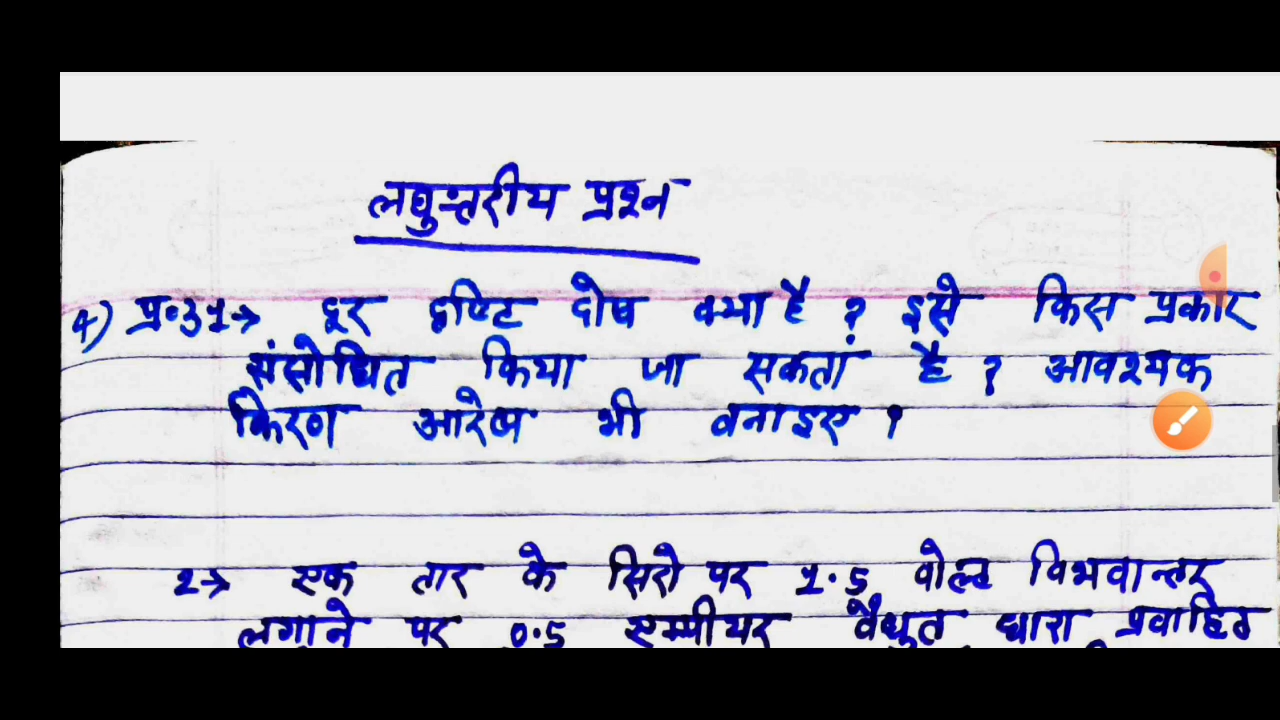 लघुत्तरीय प्रश्न
4) प्र०31→ दूर दृष्टि दोष क्या है ? इसे किस प्रकार
संसोधित किया जा सकतां है ? आवश्यक
किरण आरेख भी बनाइए ?
2→ एक तार के सिरो पर 1.5 वोल्ट विभवान्तर
लगाने पर 0.5 एम्पीयर वैधुत धारा प्रवाहित